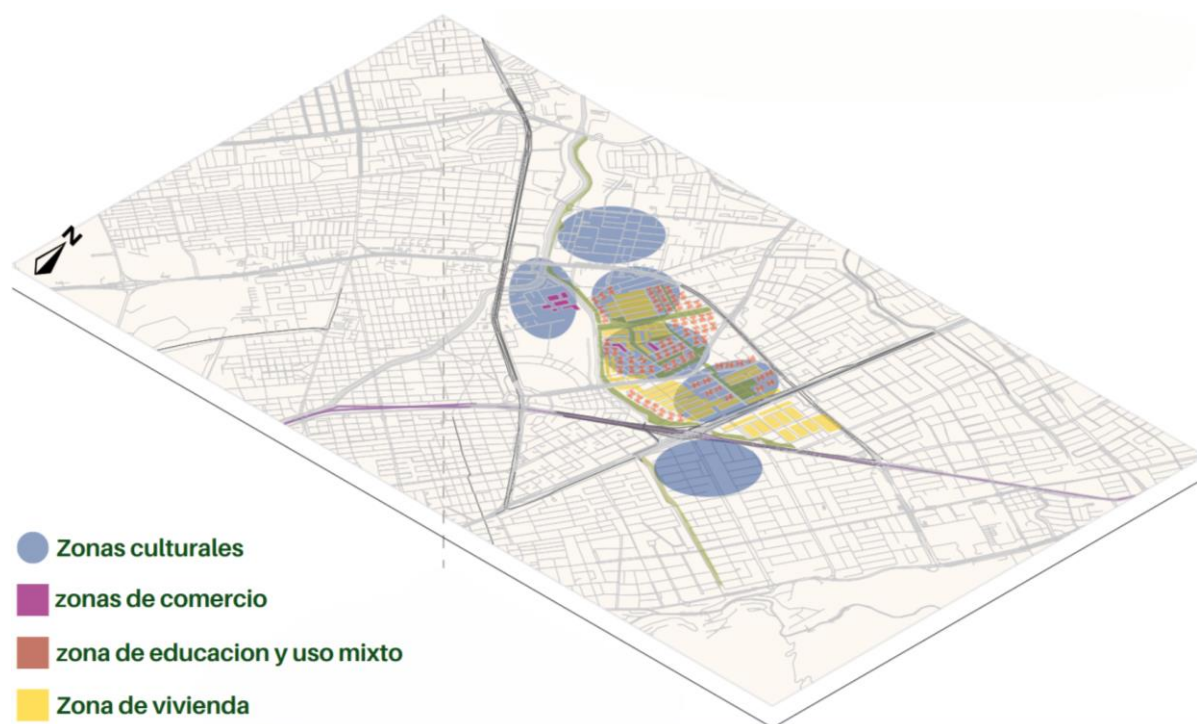 N
Zonas culturales
zonas de comercio
zona de educacion y uso mixto
Zona de vivienda